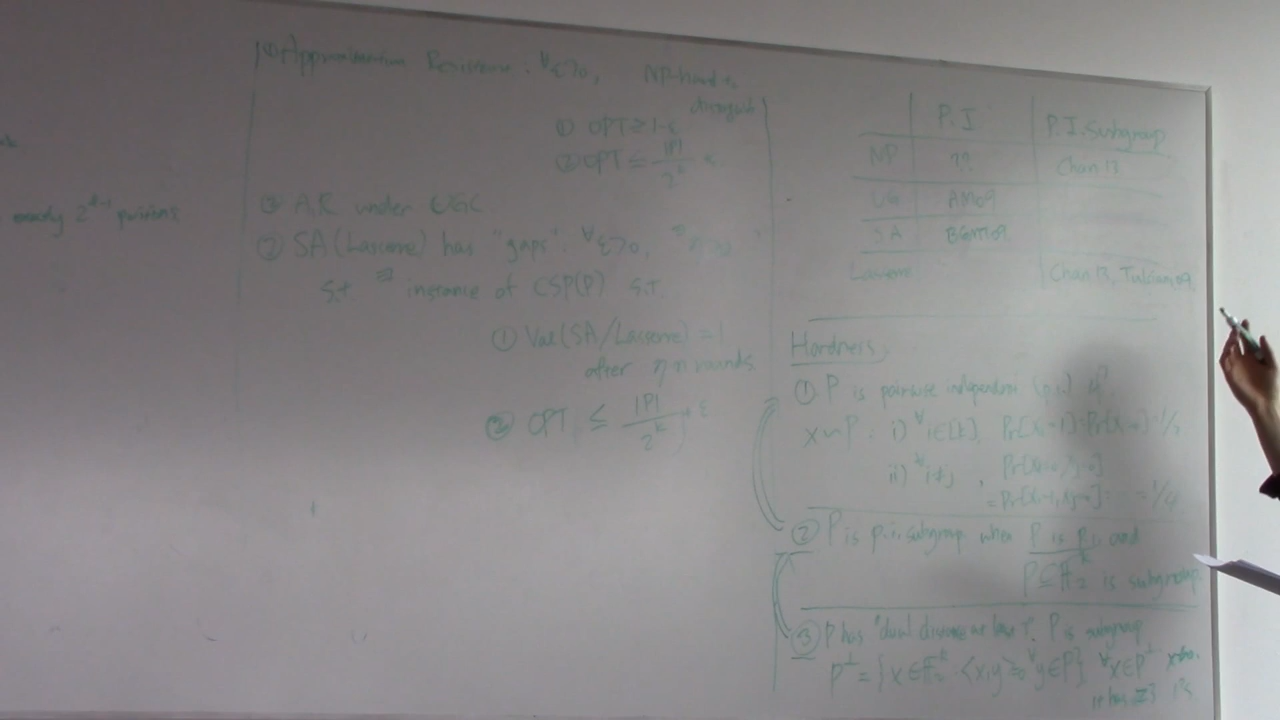 Approximation Resistance : ∀ε>0, NP-hard to
distinguish
① OPT ≥ 1-ε
② OPT ≤ |P|/2^k + ε
A.R under UGC
② SA (Lasserre) has "gaps" : ∀ε>0, ∃η>0
s.t. ∃ instance of CSP(P) s.t.
① Val(SA/Lasserre) = 1
after ηn rounds.
② OPT ≤ |P|/2^k + ε
exactly 2^{k-1}
P.I P.I. Subgroup
NP ?? Chan 13
UG AM09
SA BGMT09
Lasserre Chan 13, Tulsiani 09
Hardness
① P is pairwise independent (p.i.) if
x~P : i) ∀i∈[k], Pr[x_i=1]=Pr[x_i=0]=1/2
ii) ∀i≠j , Pr[x_i=0, x_j=0]
= Pr[x_i=1, x_j=0] = ... = 1/4
② P is p.i. subgroup when P is p.i. and
P ⊆ F_2^k is subgroup
③ P has "dual distance at least 3". P is subgroup
P^⊥ = {x ∈ F_2^k : <x,y>=0 ∀y∈P} ∀x∈P^⊥
it has ≥3 1's